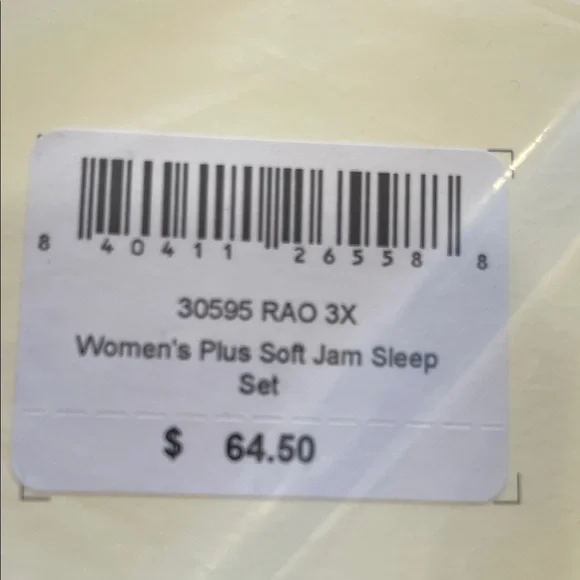 8 40411 26558 8
30595 RAO 3X
Women's Plus Soft Jam Sleep
Set
$ 64.50